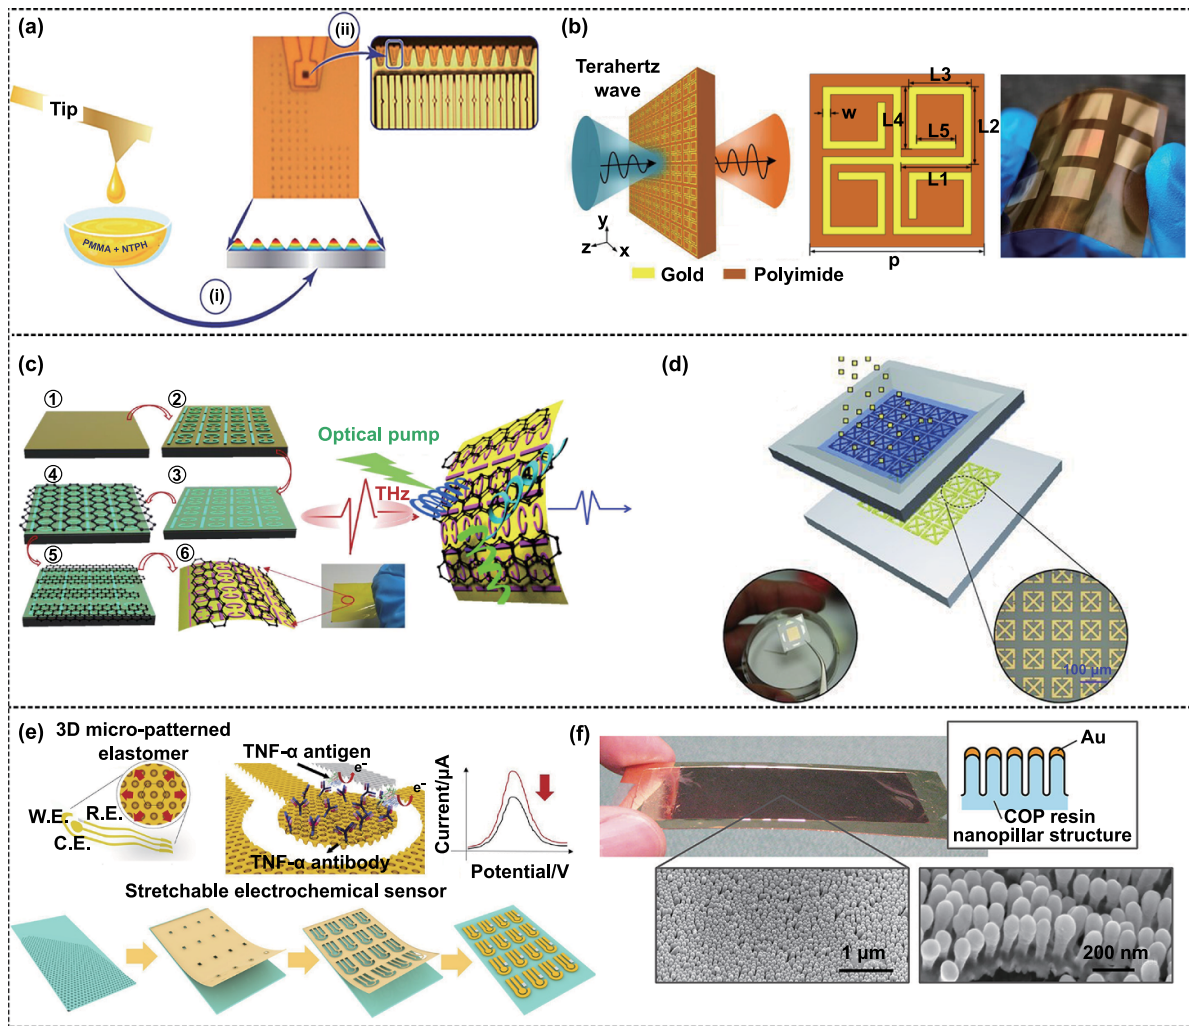 (a)
(ii)
Tip
PMMA + NTPH
(i)
(b)
Terahertz
wave
y
z
x
Gold
Polyimide
L3
w
L4
L2
L5
L1
p
(c)
①
②
④
③
⑤
⑥
Optical pump
THz
(d)
100 μm
(e)
3D micro-patterned
elastomer
W.E.
R.E.
C.E.
TNF-α antigen
e⁻
e⁻
TNF-α antibody
Current/μA
Potential/V
Stretchable electrochemical sensor
(f)
Au
COP resin
nanopillar structure
1 μm
200 nm